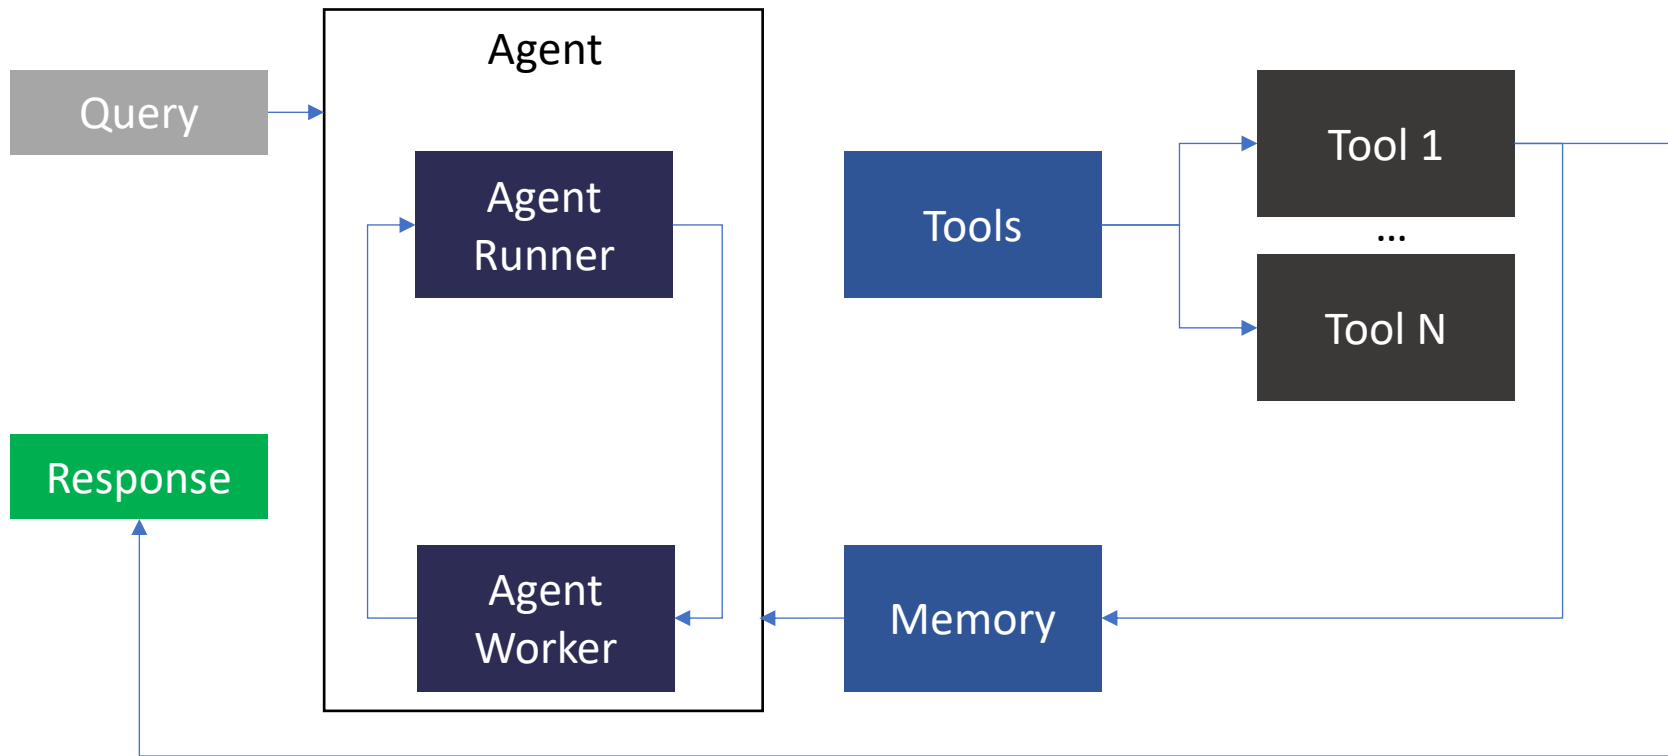 Agent
Query
Agent
Runner
Tools
Tool 1
...
Tool N
Response
Agent
Worker
Memory